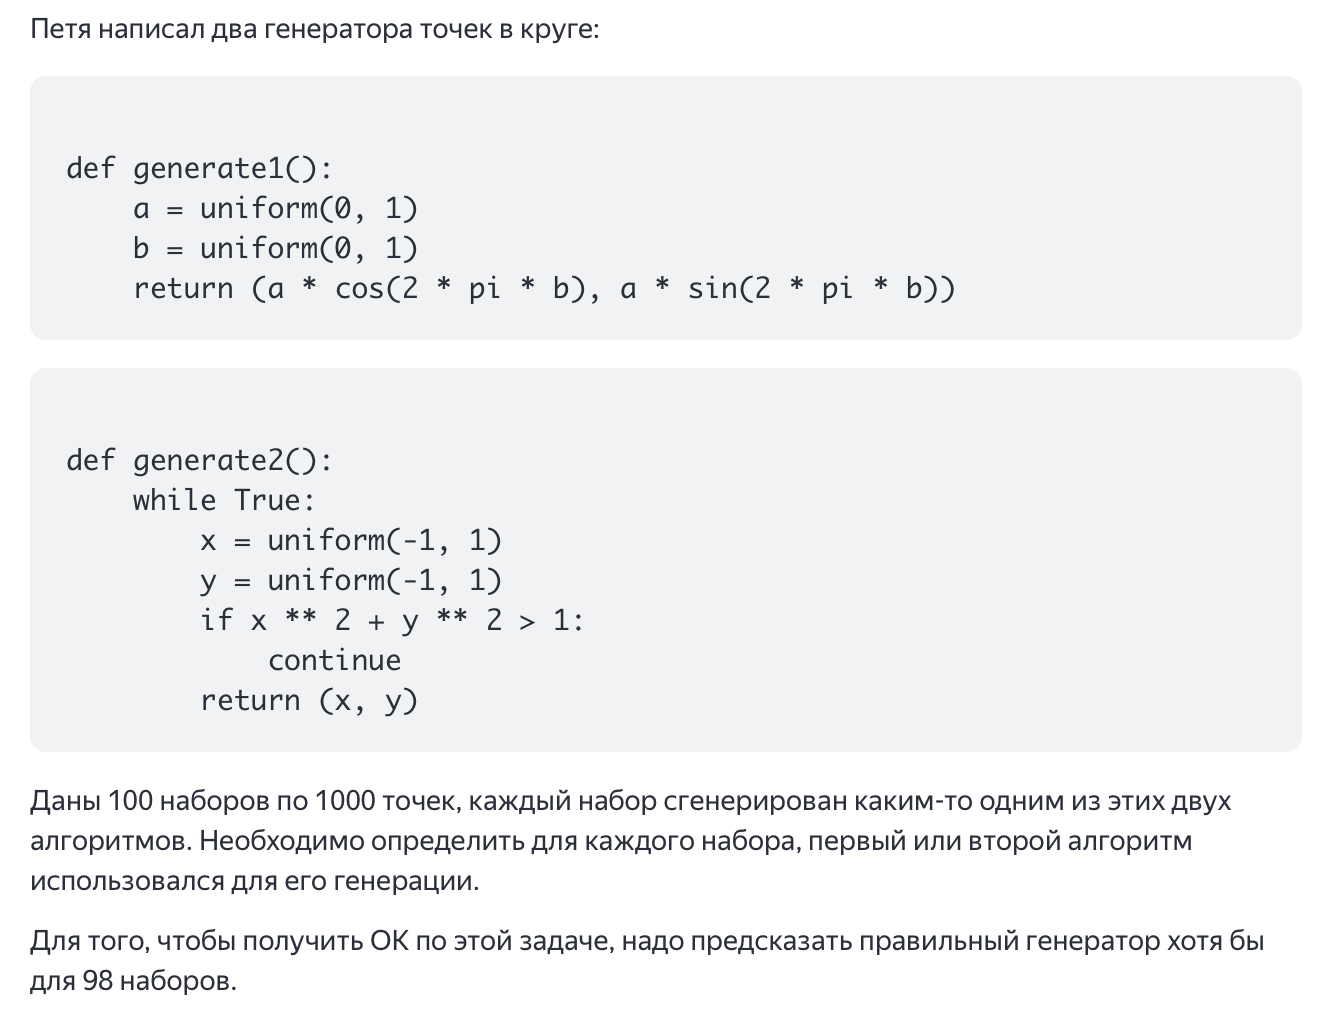 Петя написал два генератора точек в круге:
def generate1():
    a = uniform(0, 1)
    b = uniform(0, 1)
    return (a * cos(2 * pi * b), a * sin(2 * pi * b))
def generate2():
    while True:
        x = uniform(-1, 1)
        y = uniform(-1, 1)
        if x ** 2 + y ** 2 > 1:
            continue
        return (x, y)
Даны 100 наборов по 1000 точек, каждый набор сгенерирован каким-то одним из этих двух
алгоритмов. Необходимо определить для каждого набора, первый или второй алгоритм
использовался для его генерации.
Для того, чтобы получить ОК по этой задаче, надо предсказать правильный генератор хотя бы
для 98 наборов.